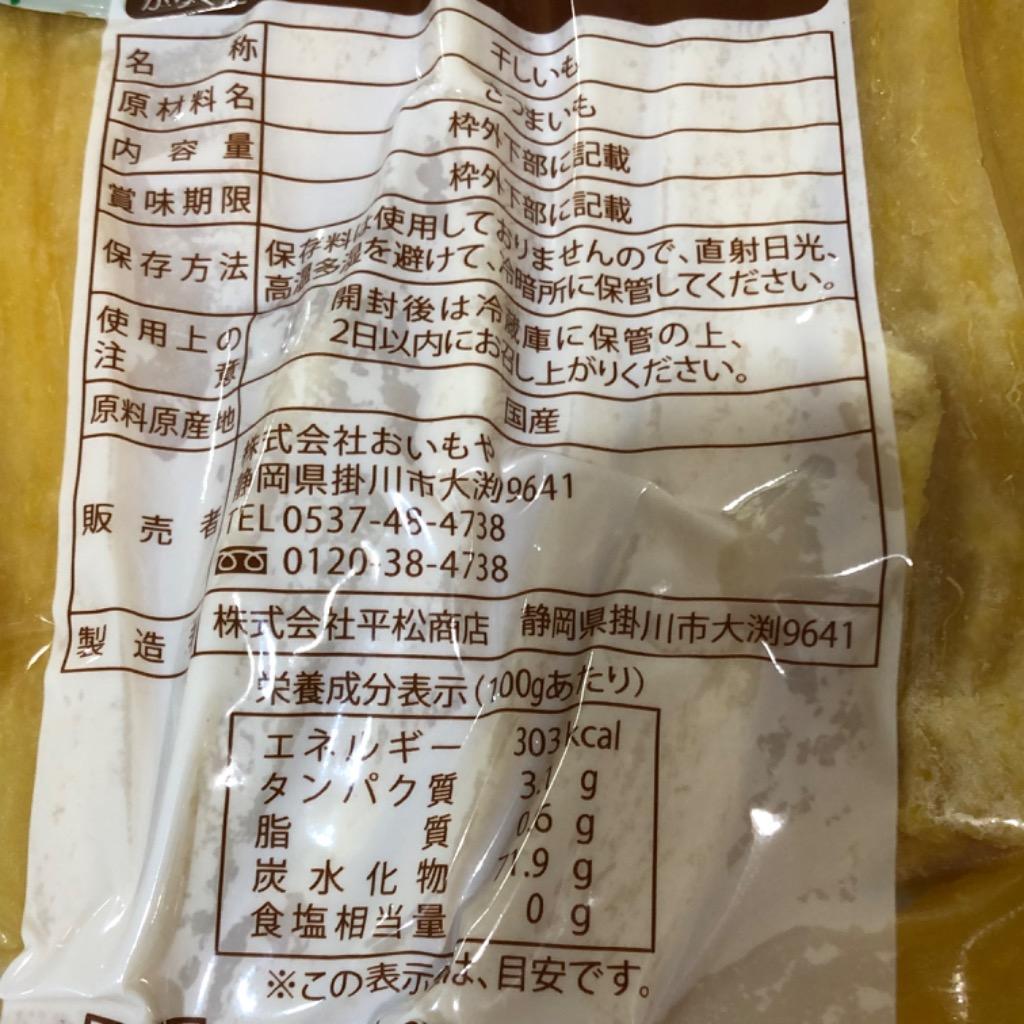 名称 干しいも
原材料名 さつまいも
内容量 枠外下部に記載
賞味期限 枠外下部に記載
保存方法 保存料は使用しておりませんので、直射日光、
高温多湿を避けて、冷暗所に保管してください。
使用上の注意 開封後は冷蔵庫に保管の上、
2日以内にお召し上がりください。
原料原産地 国産
販売者 株式会社おいもや
静岡県掛川市大渕9641
TEL 0537-48-4738
0120-38-4738
製造者 株式会社平松商店 静岡県掛川市大渕9641
栄養成分表示(100gあたり)
エネルギー 303kcal
タンパク質 3.1 g
脂質 0.6 g
炭水化物 71.9 g
食塩相当量 0 g
※この表示は、目安です。